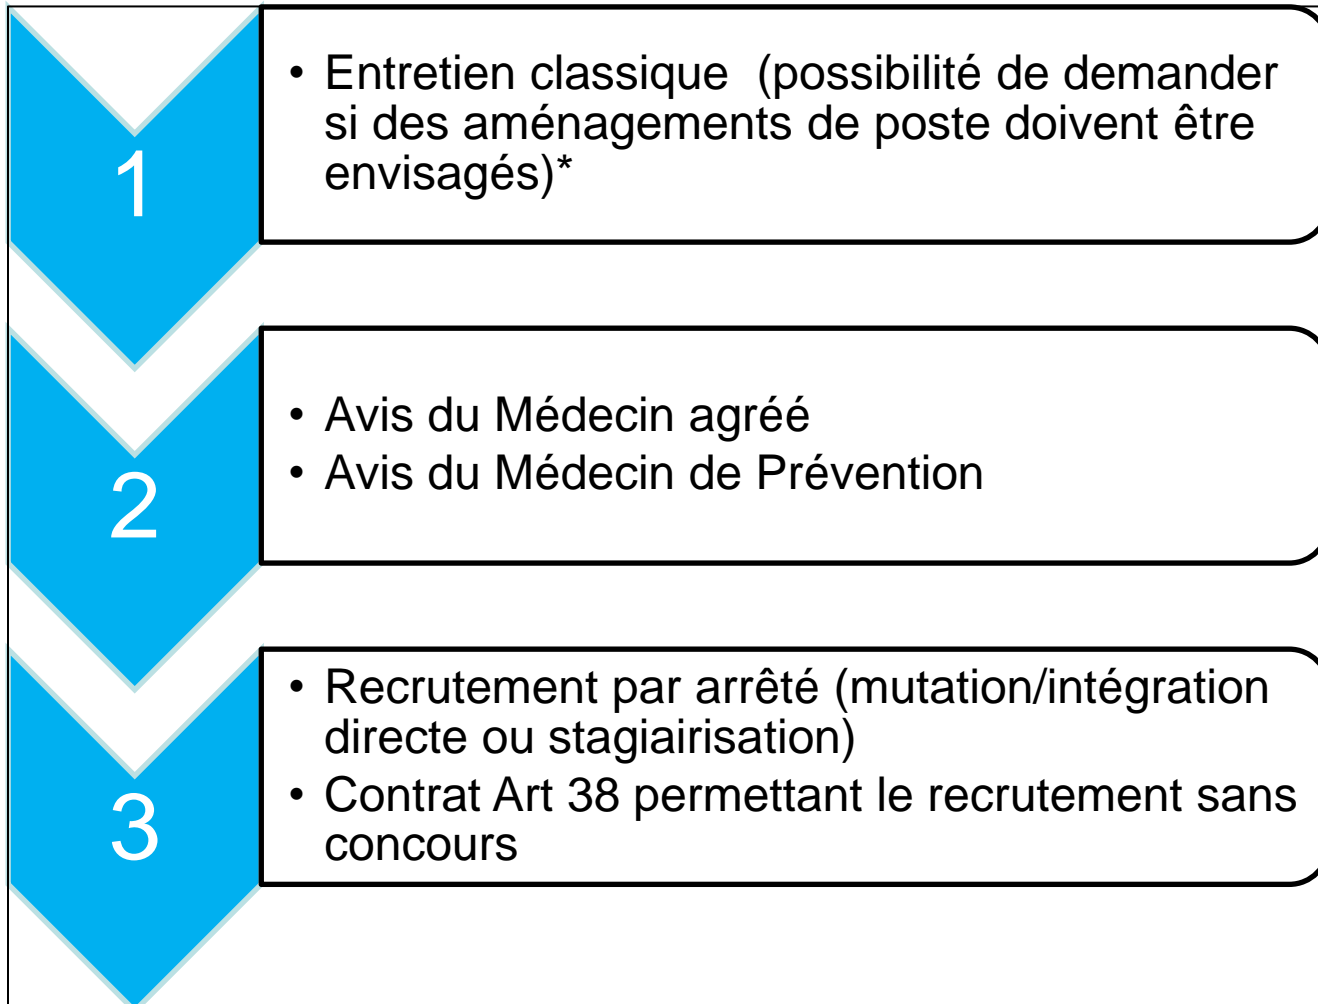 1
• Entretien classique  (possibilité de demander
si des aménagements de poste doivent être
envisagés)*
2
• Avis du Médecin agréé
• Avis du Médecin de Prévention
3
• Recrutement par arrêté (mutation/intégration
directe ou stagiairisation)
• Contrat Art 38 permettant le recrutement sans
concours